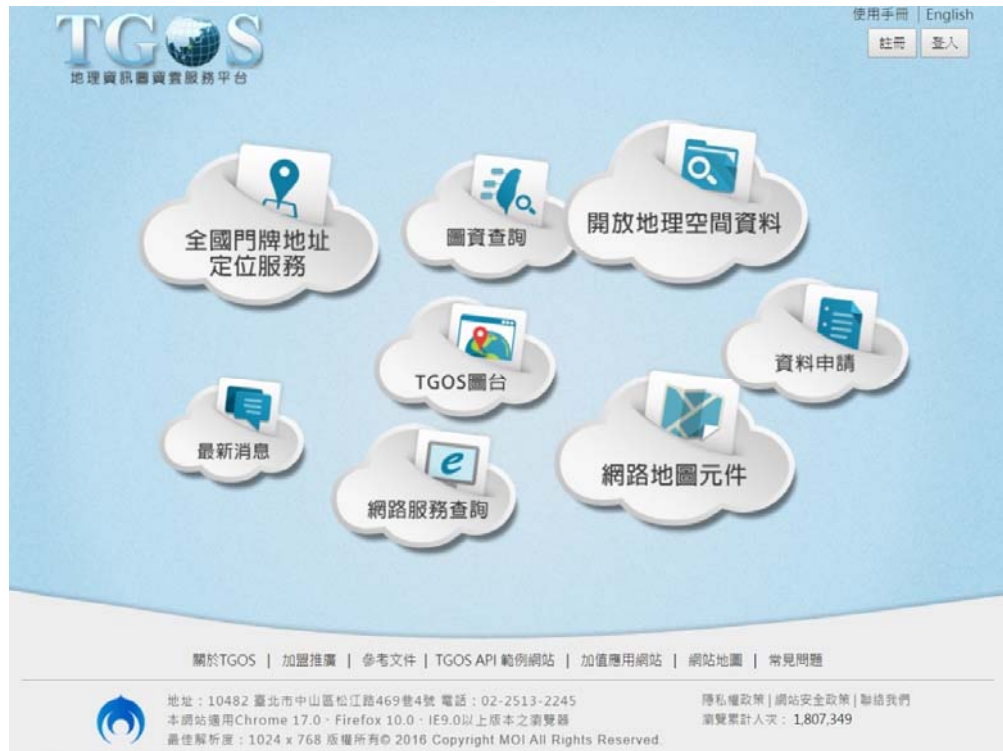 使用手冊 | English
TGOS
註冊 登入
地理資訊圖資雲服務平台
全國門牌地址
定位服務
圖資查詢
開放地理空間資料
TGOS圖台
資料申請
最新消息
網路服務查詢
e
網路地圖元件
關於TGOS | 加盟推廣 | 參考文件 | TGOS API 範例網站 | 加值應用網站 | 網站地圖 | 常見問題
地址:10482 臺北市中山區松江路469巷4號 電話:02-2513-2245
本網站適用Chrome 17.0、Firefox 10.0、IE9.0以上版本之瀏覽器
最佳解析度:1024 x 768 版權所有© 2016 Copyright MOI All Rights Reserved.
隱私權政策 | 網站安全政策 | 聯絡我們
瀏覽累計人次: 1,807,349